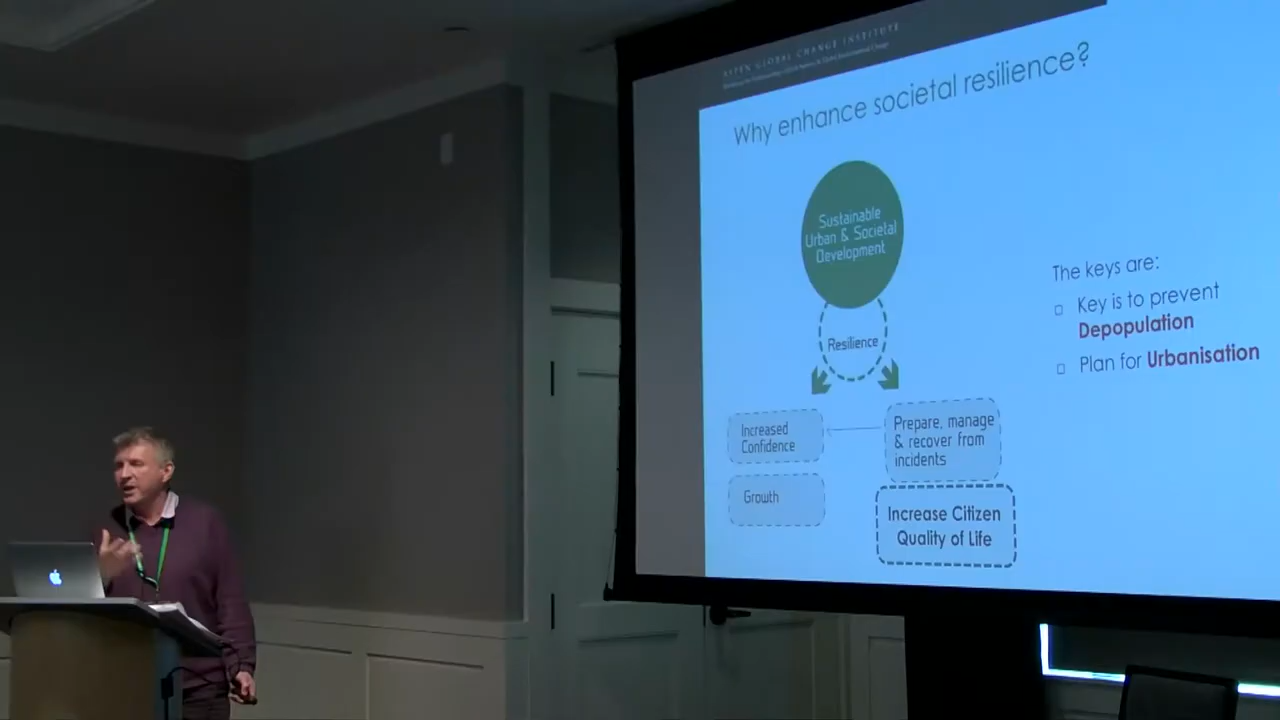 ASPEN GLOBAL CHANGE INSTITUTE
Why enhance societal resilience?
Sustainable
Urban & Societal
Development
Resilience
Increased
Confidence
Growth
Prepare, manage
& recover from
incidents
Increase Citizen
Quality of Life
The keys are:
Key is to prevent
Depopulation
Plan for Urbanisation